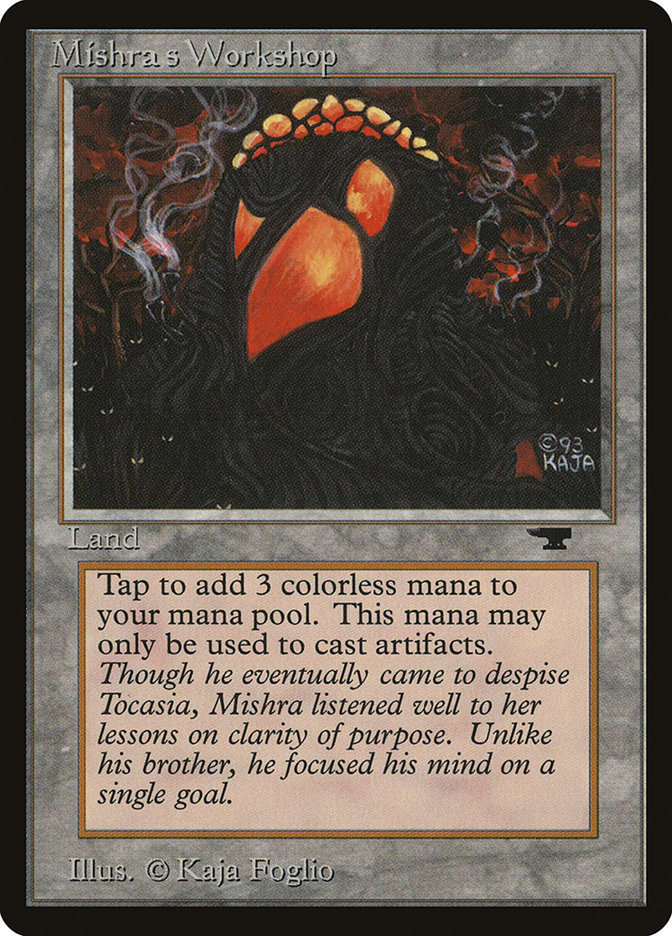 Mishra's Workshop
©93
KAJA
Land
Tap to add 3 colorless mana to
your mana pool. This mana may
only be used to cast artifacts.
Though he eventually came to despise
Tocasia, Mishra listened well to her
lessons on clarity of purpose. Unlike
his brother, he focused his mind on a
single goal.
Illus. © Kaja Foglio